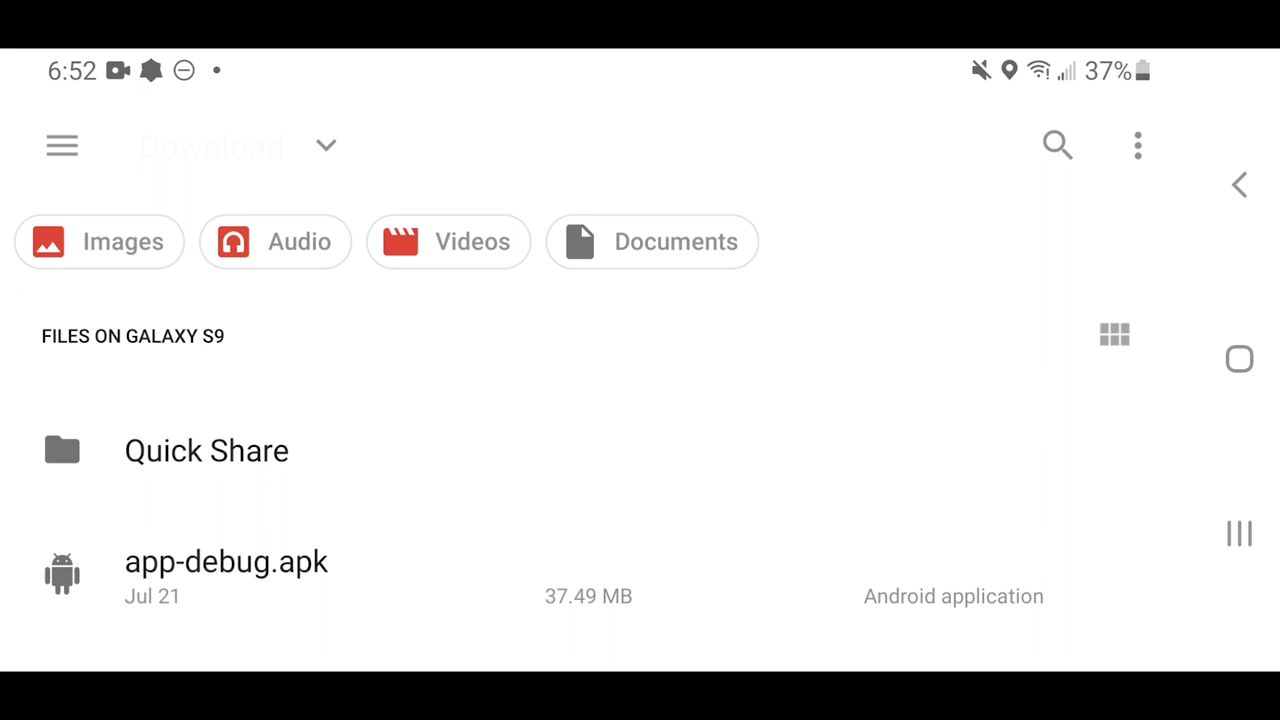 6:52 37%
Download
Images Audio Videos Documents
FILES ON GALAXY S9
Quick Share
app-debug.apk
Jul 21 37.49 MB Android application